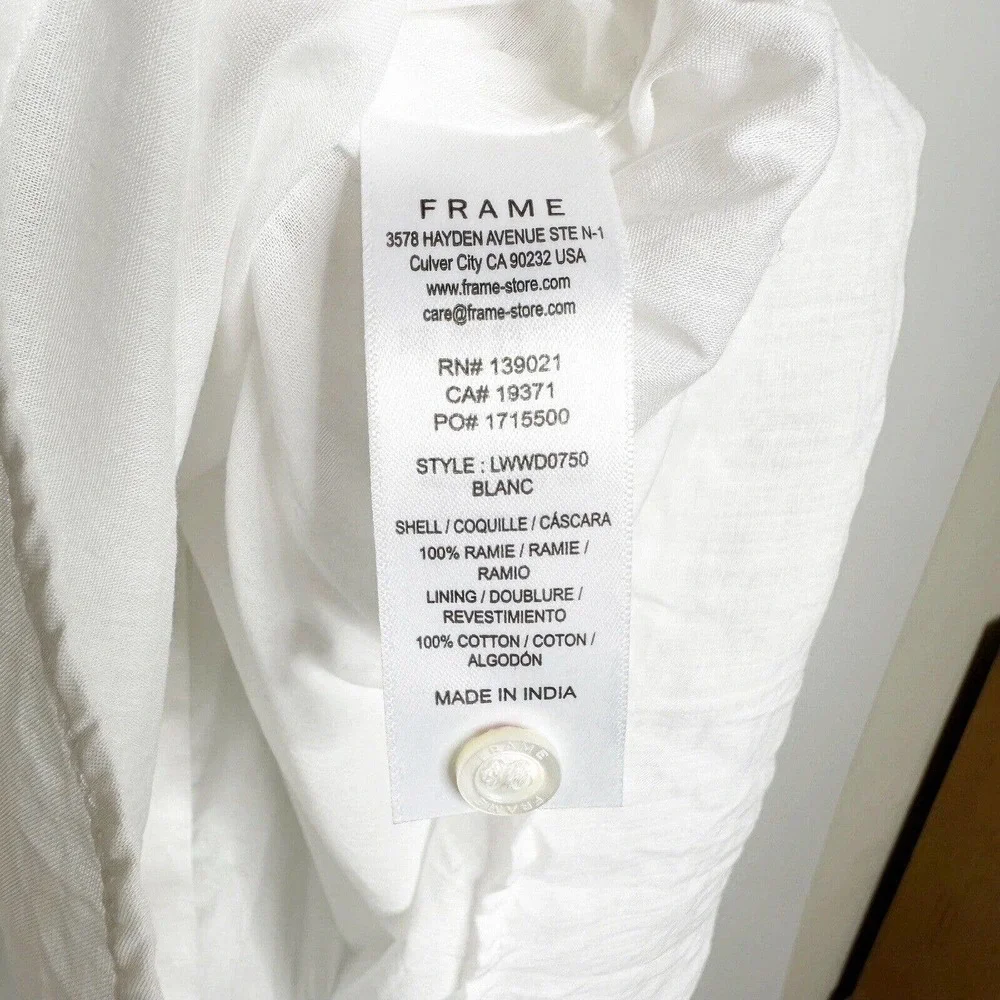 FRAME
3578 HAYDEN AVENUE STE N-1
Culver City CA 90232 USA
www.frame-store.com
care@frame-store.com
RN# 139021
CA# 19371
PO# 1715500
STYLE : LWWD0750
BLANC
SHELL / COQUILLE / CÁSCARA
100% RAMIE / RAMIE /
RAMIO
LINING / DOUBLURE /
REVESTIMIENTO
100% COTTON / COTON /
ALGODÓN
MADE IN INDIA
FRAME
FRAME